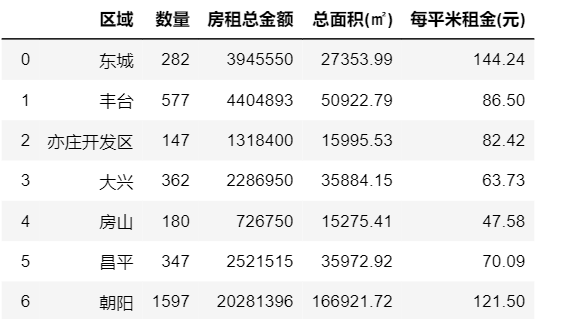 区域 数量 房租总金额 总面积(㎡) 每平米租金(元)
0 东城 282 3945550 27353.99 144.24
1 丰台 577 4404893 50922.79 86.50
2 亦庄开发区 147 1318400 15995.53 82.42
3 大兴 362 2286950 35884.15 63.73
4 房山 180 726750 15275.41 47.58
5 昌平 347 2521515 35972.92 70.09
6 朝阳 1597 20281396 166921.72 121.50